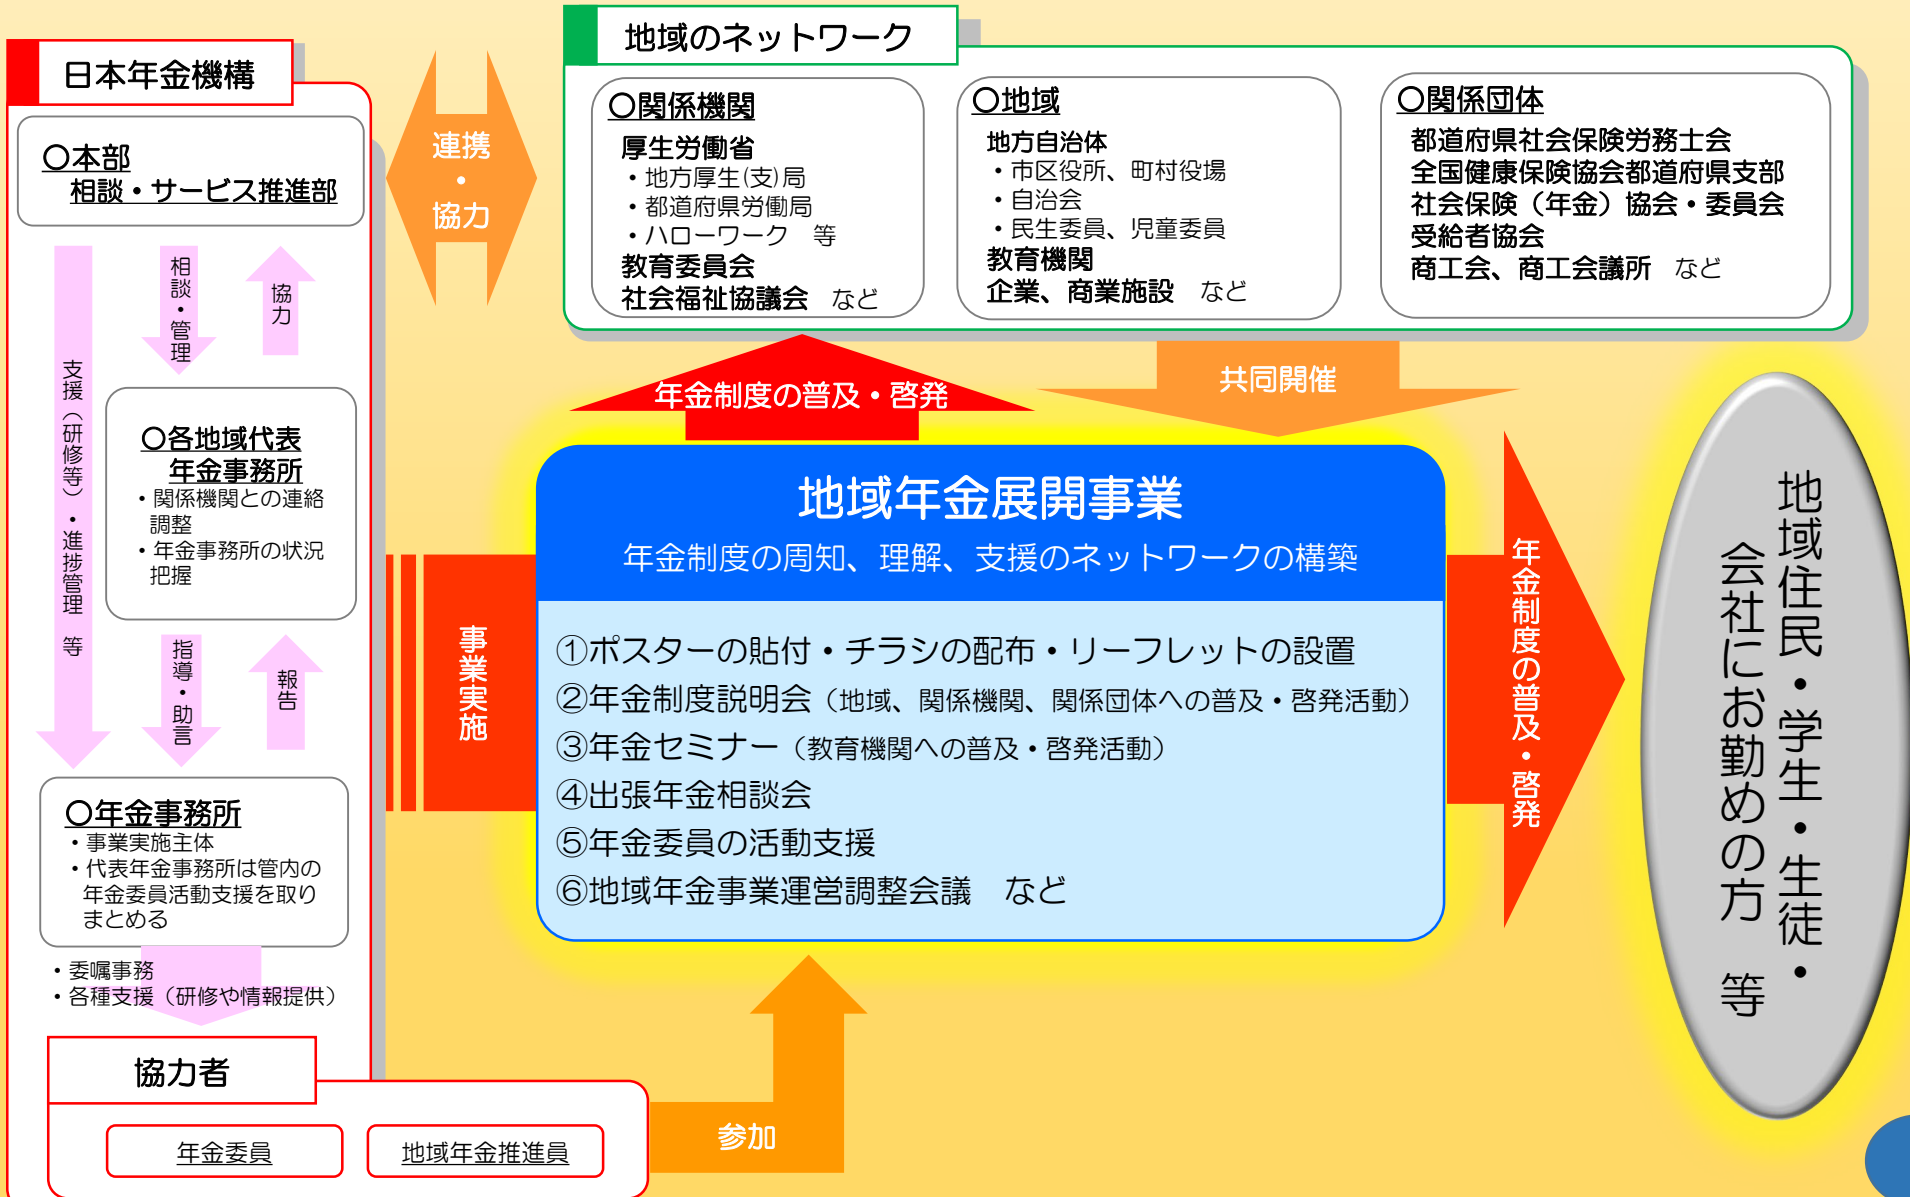 日本年金機構
〇本部
相談・サービス推進部
相談・管理
協力
支援（研修等）・進捗管理　等
〇各地域代表
年金事務所
・関係機関との連絡
調整
・年金事務所の状況
把握
指導・助言
報告
〇年金事務所
・事業実施主体
・代表年金事務所は管内の
年金委員活動支援を取り
まとめる
・委嘱事務
・各種支援（研修や情報提供）
協力者
年金委員
地域年金推進員
連携
・
協力
地域のネットワーク
〇関係機関
厚生労働省
・地方厚生(支)局
・都道府県労働局
・ハローワーク　等
教育委員会
社会福祉協議会　など
〇地域
地方自治体
・市区役所、町村役場
・自治会
・民生委員、児童委員
教育機関
企業、商業施設　など
〇関係団体
都道府県社会保険労務士会
全国健康保険協会都道府県支部
社会保険（年金）協会・委員会
受給者協会
商工会、商工会議所　など
年金制度の普及・啓発
共同開催
事業実施
地域年金展開事業
年金制度の周知、理解、支援のネットワークの構築
①ポスターの貼付・チラシの配布・リーフレットの設置
②年金制度説明会（地域、関係機関、関係団体への普及・啓発活動）
③年金セミナー（教育機関への普及・啓発活動）
④出張年金相談会
⑤年金委員の活動支援
⑥地域年金事業運営調整会議　など
参加
年金制度の普及・啓発
地域住民・学生・生徒・
会社にお勤めの方　等